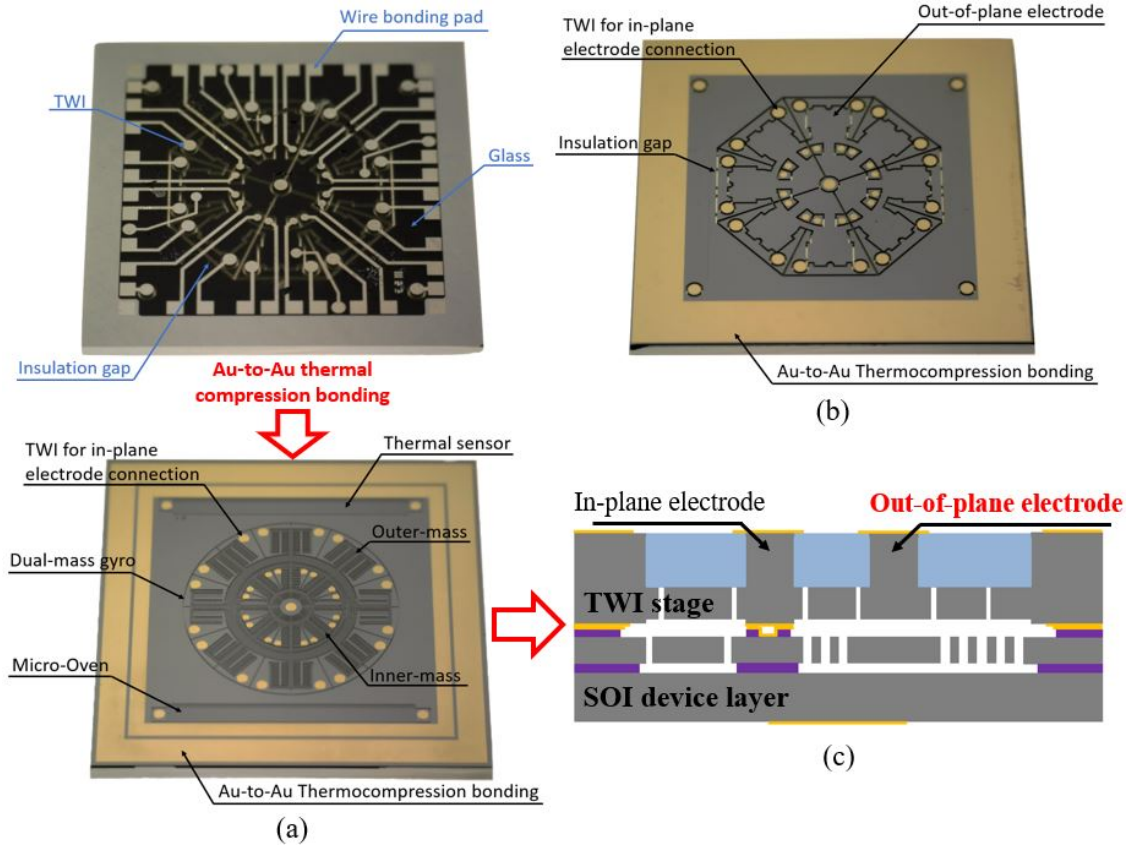 Wire bonding pad
TWI
Glass
Insulation gap
Au-to-Au thermal
compression bonding
TWI for in-plane
electrode connection
Out-of-plane electrode
Insulation gap
Au-to-Au Thermocompression bonding
(b)
TWI for in-plane
electrode connection
Thermal sensor
Outer-mass
Dual-mass gyro
Micro-Oven
Inner-mass
Au-to-Au Thermocompression bonding
(a)
In-plane electrode
Out-of-plane electrode
TWI stage
SOI device layer
(c)